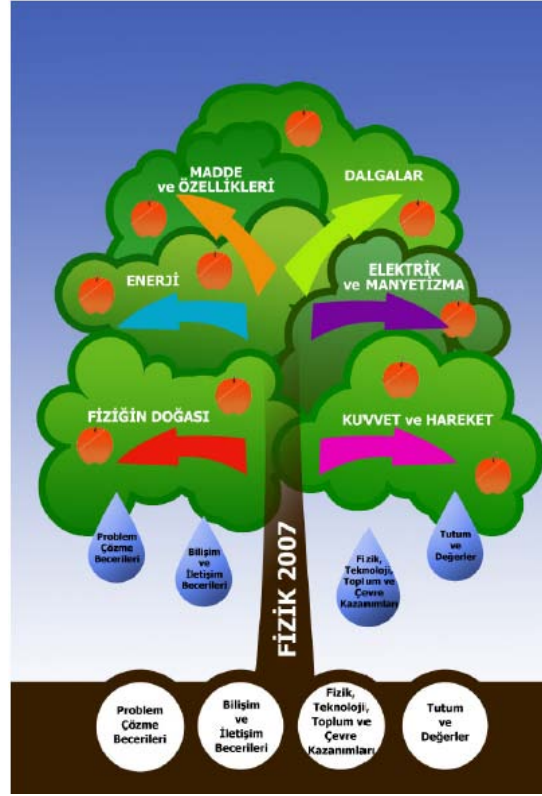 MADDE
ve ÖZELLİKLERİ
DALGALAR
ENERJİ
ELEKTRİK
ve MANYETİZMA
FİZİĞİN DOĞASI
KUVVET ve HAREKET
Problem
Çözme
Becerileri
Bilişim
ve
İletişim
Becerileri
Fizik,
Teknoloji,
Toplum ve
Çevre
Kazanımları
Tutum
ve
Değerler
FİZİK 2007
Problem
Çözme
Becerileri
Bilişim
ve
İletişim
Becerileri
Fizik,
Teknoloji,
Toplum ve
Çevre
Kazanımları
Tutum
ve
Değerler